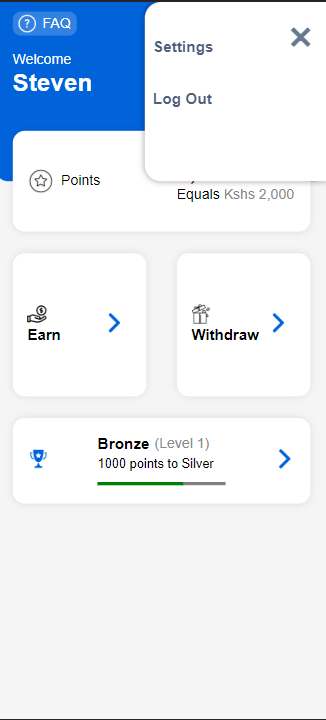 FAQ
Settings
Welcome
Steven
Log Out
Points
Equals Kshs 2,000
Earn
Withdraw
Bronze (Level 1)
1000 points to Silver